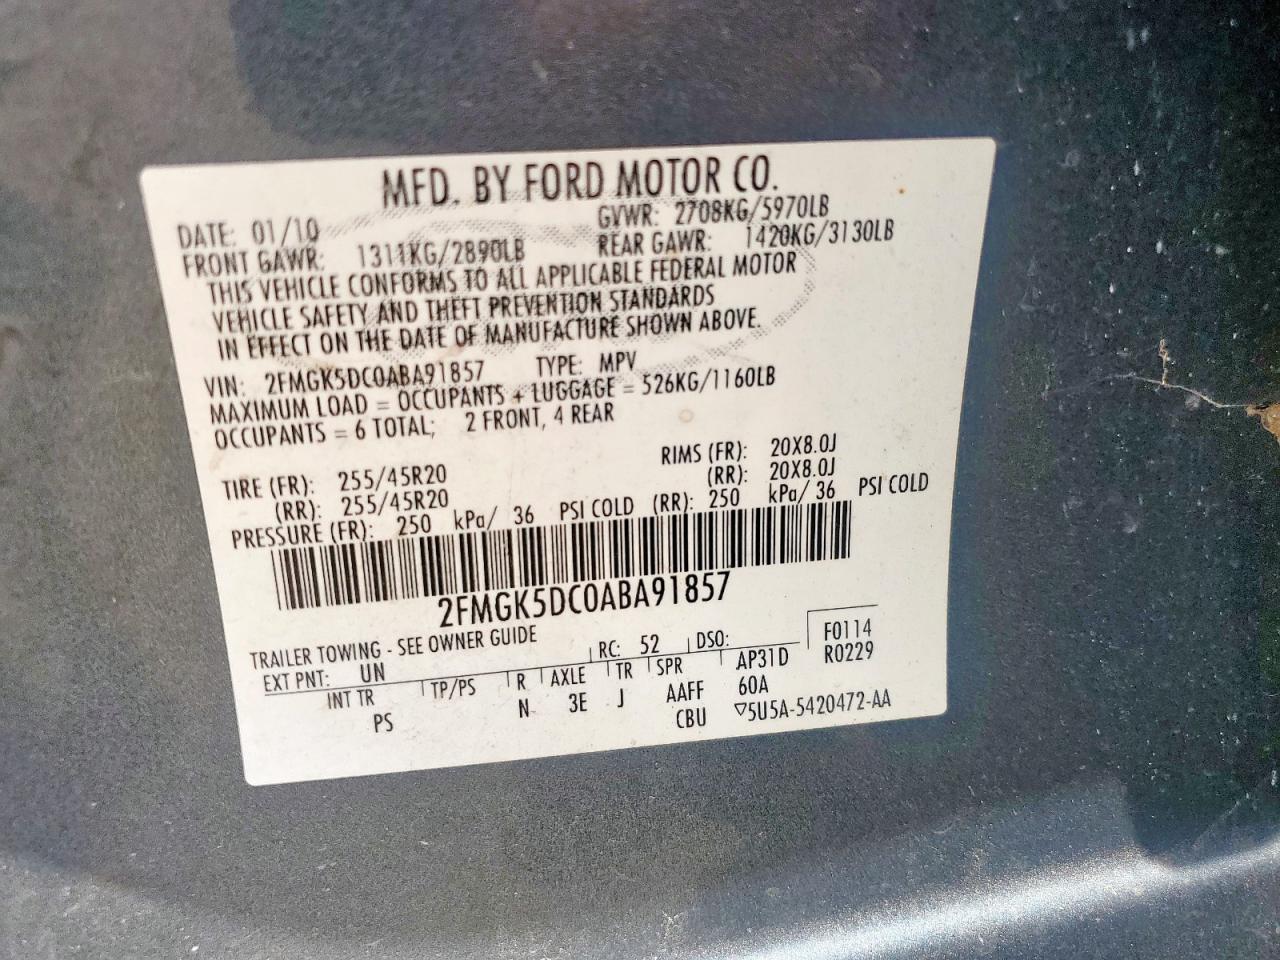 MFD. BY FORD MOTOR CO.
DATE: 01/10 GVWR: 2708KG/5970LB
FRONT GAWR: 1311KG/2890LB REAR GAWR: 1420KG/3130LB
THIS VEHICLE CONFORMS TO ALL APPLICABLE FEDERAL MOTOR
VEHICLE SAFETY AND THEFT PREVENTION STANDARDS
IN EFFECT ON THE DATE OF MANUFACTURE SHOWN ABOVE.
VIN: 2FMGK5DC0ABA91857 TYPE: MPV
MAXIMUM LOAD = OCCUPANTS + LUGGAGE = 526KG/1160LB
OCCUPANTS = 6 TOTAL; 2 FRONT, 4 REAR
TIRE (FR): 255/45R20 RIMS (FR): 20X8.0J
(RR): 255/45R20 (RR): 20X8.0J
PRESSURE (FR): 250 kPa/ 36 PSI COLD (RR): 250 kPa/ 36 PSI COLD
2FMGK5DC0ABA91857
TRAILER TOWING - SEE OWNER GUIDE
EXT PNT: UN RC: 52 DSO: F0114
R0229
INT TR TP/PS R AXLE TR SPR AP31D
PS N 3E J AAFF 60A
CBU ▽5U5A-5420472-AA